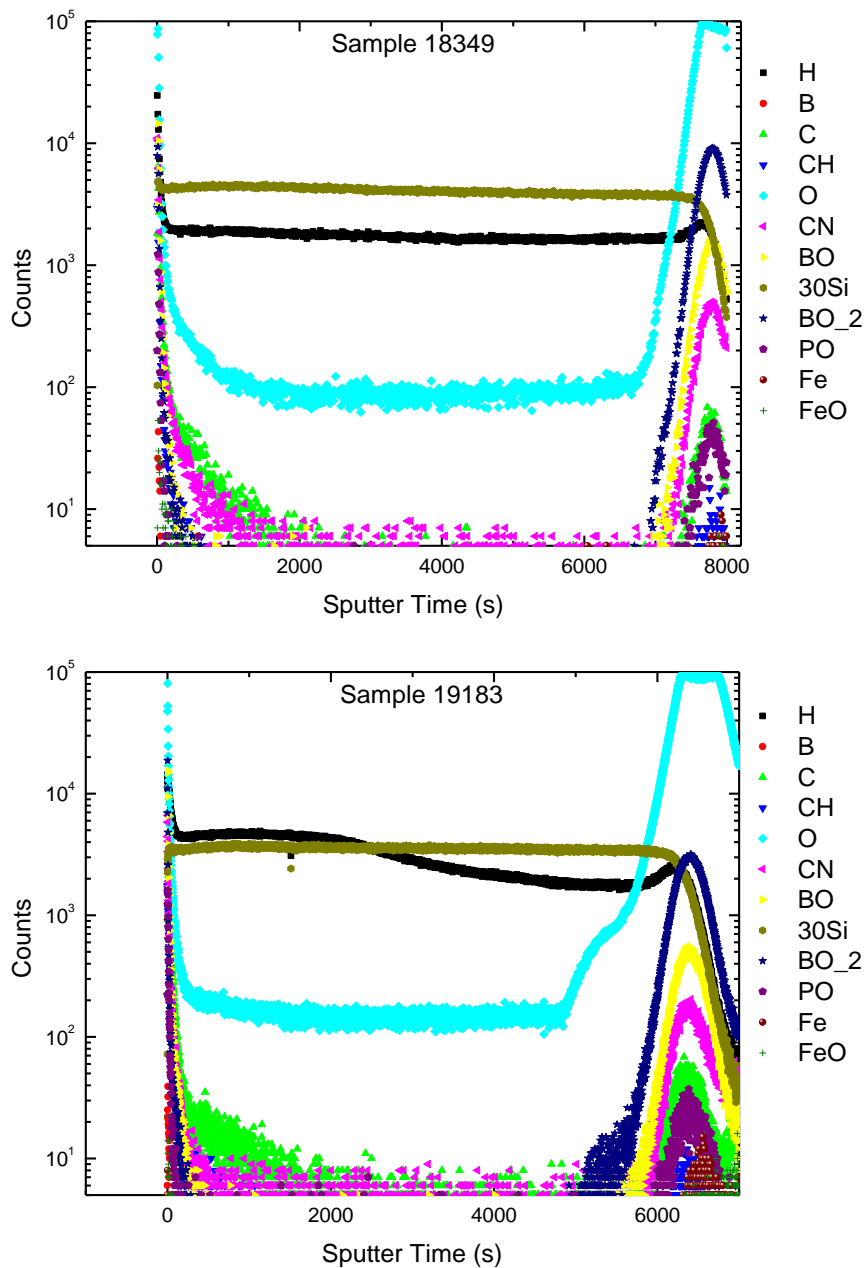 Sample 18349
10^5
10^4
10^3
10^2
10^1
Counts
0
2000
4000
6000
8000
Sputter Time (s)
H
B
C
CH
O
CN
BO
30Si
BO_2
PO
Fe
FeO
Sample 19183
10^5
10^4
10^3
10^2
10^1
Counts
0
2000
4000
6000
Sputter Time (s)
H
B
C
CH
O
CN
BO
30Si
BO_2
PO
Fe
FeO